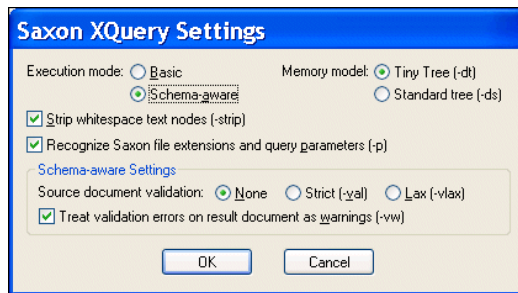 Saxon XQuery Settings
Execution mode: Basic Memory model: Tiny Tree (-dt)
Schema-aware Standard tree (-ds)
Strip whitespace text nodes (-strip)
Recognize Saxon file extensions and query parameters (-p)
Schema-aware Settings
Source document validation: None Strict (-val) Lax (-vlax)
Treat validation errors on result document as warnings (-vw)
OK Cancel